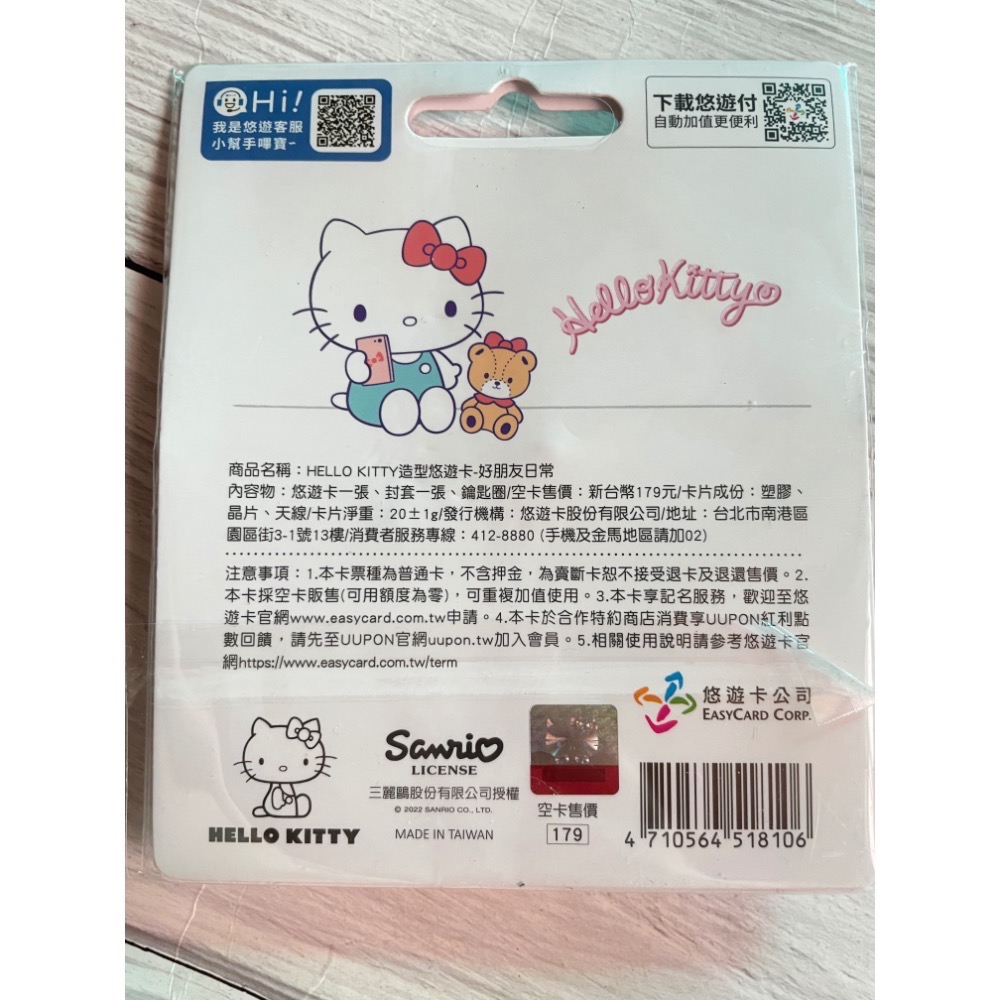 Hi!
我是悠遊客服
小幫手嗶寶~
下載悠遊付
自動加值更便利
Hello Kitty
商品名稱：HELLO KITTY造型悠遊卡-好朋友日常
內容物：悠遊卡一張、封套一張、鑰匙圈/空卡售價：新台幣179元/卡片成份：塑膠、
晶片、天線/卡片淨重：20±1g/發行機構：悠遊卡股份有限公司/地址：台北市南港區
園區街3-1號13樓/消費者服務專線：412-8880 (手機及金馬地區請加02)
注意事項：1.本卡票種為普通卡，不含押金，為賣斷卡恕不接受退卡及退還售價。2.
本卡採空卡販售(可用額度為零)，可重複加值使用。3.本卡享記名服務，歡迎至悠
遊卡官網www.easycard.com.tw申請。4.本卡於合作特約商店消費享UUPON紅利點
數回饋，請先至UUPON官網uupon.tw加入會員。5.相關使用說明請參考悠遊卡官
網https://www.easycard.com.tw/term
悠遊卡公司
EASYCARD CORP.
HELLO KITTY
Sanrio
LICENSE
三麗鷗股份有限公司授權
© 2022 SANRIO CO., LTD.
MADE IN TAIWAN
空卡售價
179
4 710564 518106